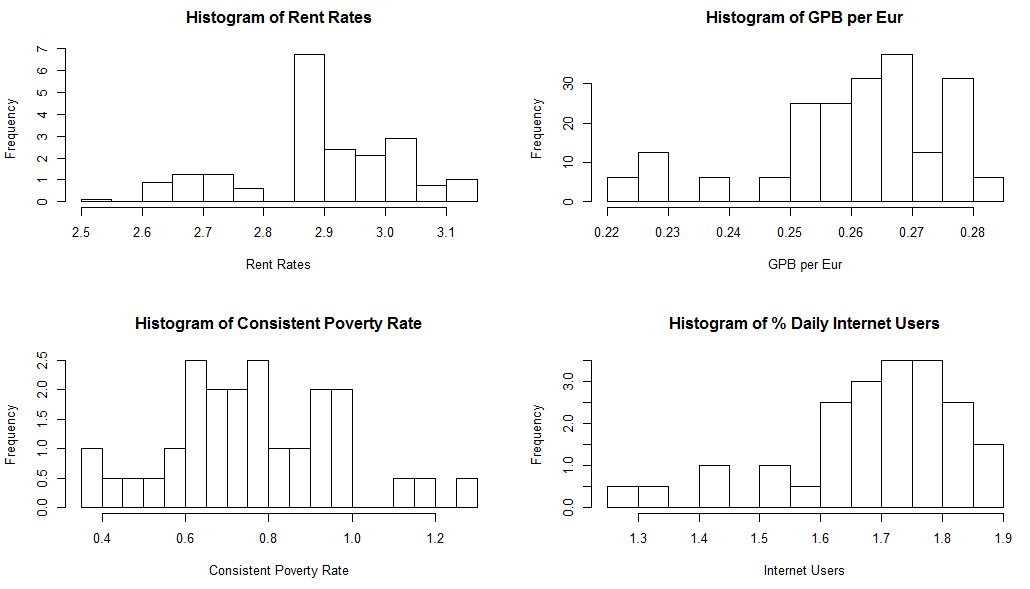 Histogram of Rent Rates
Frequency
0 1 2 3 4 5 6 7
2.5 2.6 2.7 2.8 2.9 3.0 3.1
Rent Rates
Histogram of GPB per Eur
Frequency
0 10 20 30
0.22 0.23 0.24 0.25 0.26 0.27 0.28
GPB per Eur
Histogram of Consistent Poverty Rate
Frequency
0.0 0.5 1.0 1.5 2.0 2.5
0.4 0.6 0.8 1.0 1.2
Consistent Poverty Rate
Histogram of % Daily Internet Users
Frequency
0.0 1.0 2.0 3.0
1.3 1.4 1.5 1.6 1.7 1.8 1.9
Internet Users